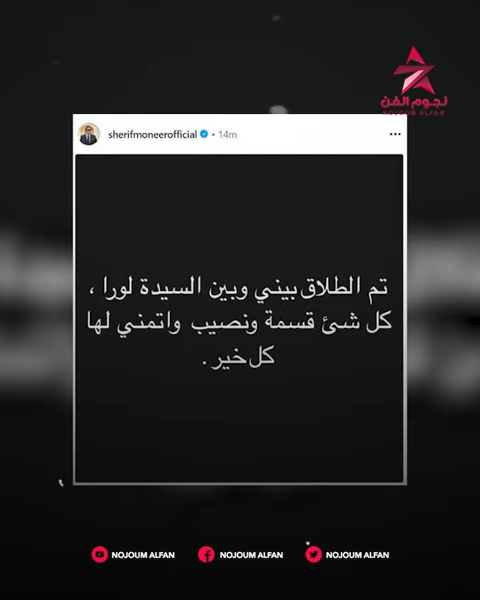 نجوم الفن
NOJOUM ALFAN
sherifmoneerofficial • 14m
تم الطلاق بيني وبين السيدة لورا ،
كل شئ قسمة ونصيب واتمني لها
كل خير .
NOJOUM ALFAN NOJOUM ALFAN NOJOUM ALFAN